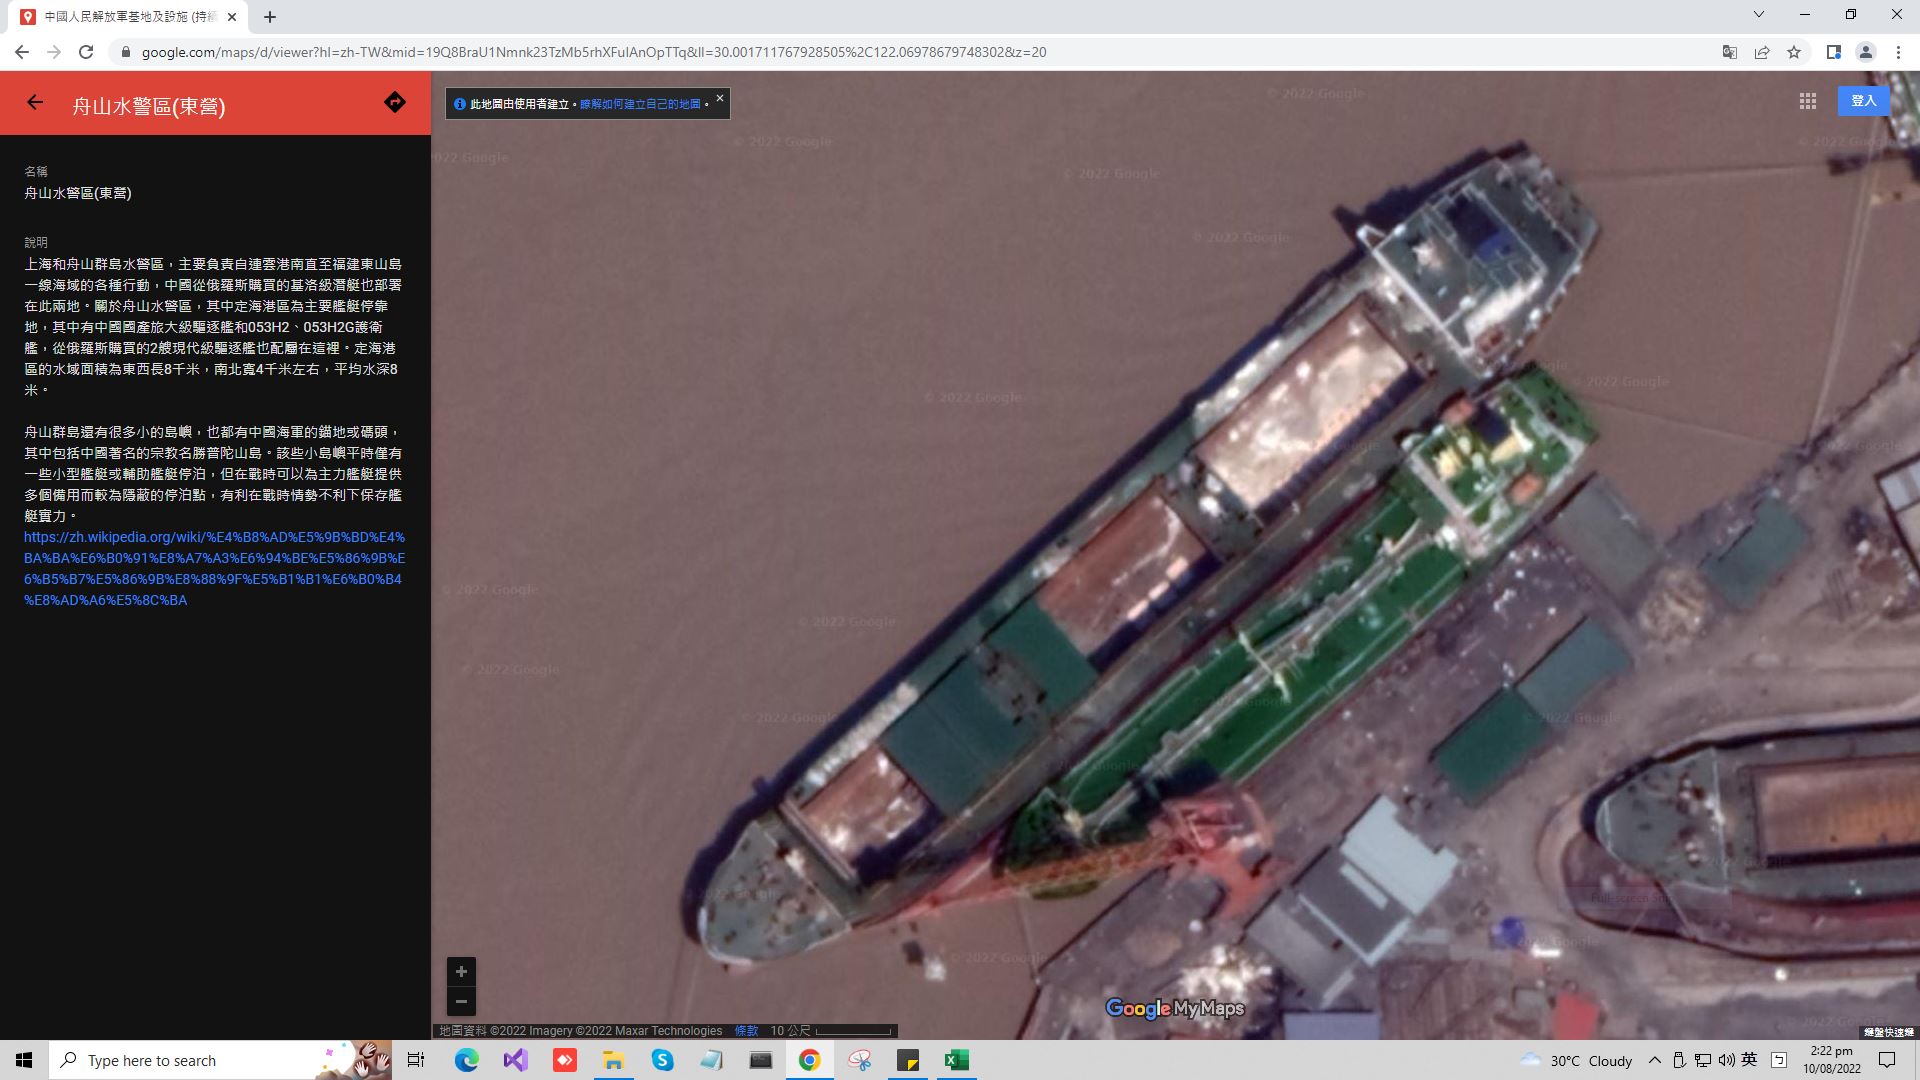 中國人民解放軍基地及設施 (持續
google.com/maps/d/viewer?hl=zh-TW&mid=19Q8BraU1Nmnk23TzMb5rhXFulAnOpTTq&ll=30.001711767928505%2C122.06978679748302&z=20
舟山水警區(東營)
此地圖由使用者建立。瞭解如何建立自己的地圖。
登入
名稱
舟山水警區(東營)
說明
上海和舟山群島水警區，主要負責自連雲港南直至福建東山島
一線海域的各種行動，中國從俄羅斯購買的基洛級潛艇也部署
在此兩地。關於舟山水警區，其中定海港區為主要艦艇停靠
地，其中有中國國產旅大級驅逐艦和053H2、053H2G護衛
艦，從俄羅斯購買的2艘現代級驅逐艦也配屬在這裡。定海港
區的水域面積為東西長8千米，南北寬4千米左右，平均水深8
米。
舟山群島還有很多小的島嶼，也都有中國海軍的錨地或碼頭，
其中包括中國著名的宗教名勝普陀山島。該些小島嶼平時僅有
一些小型艦艇或輔助艦艇停泊，但在戰時可以為主力艦艇提供
多個備用而較為隱蔽的停泊點，有利在戰時情勢不利下保存艦
艇實力。
https://zh.wikipedia.org/wiki/%E4%B8%AD%E5%9B%BD%E4%
BA%BA%E6%B0%91%E8%A7%A3%E6%94%BE%E5%86%9B%E
6%B5%B7%E5%86%9B%E8%88%9F%E5%B1%B1%E6%B0%B4
%E8%AD%A6%E5%8C%BA
© 2022 Google
Google My Maps
地圖資料 ©2022 Imagery ©2022 Maxar Technologies 條款 10 公尺
鍵盤快速鍵
Type here to search
30°C Cloudy
英
2:22 pm
10/08/2022